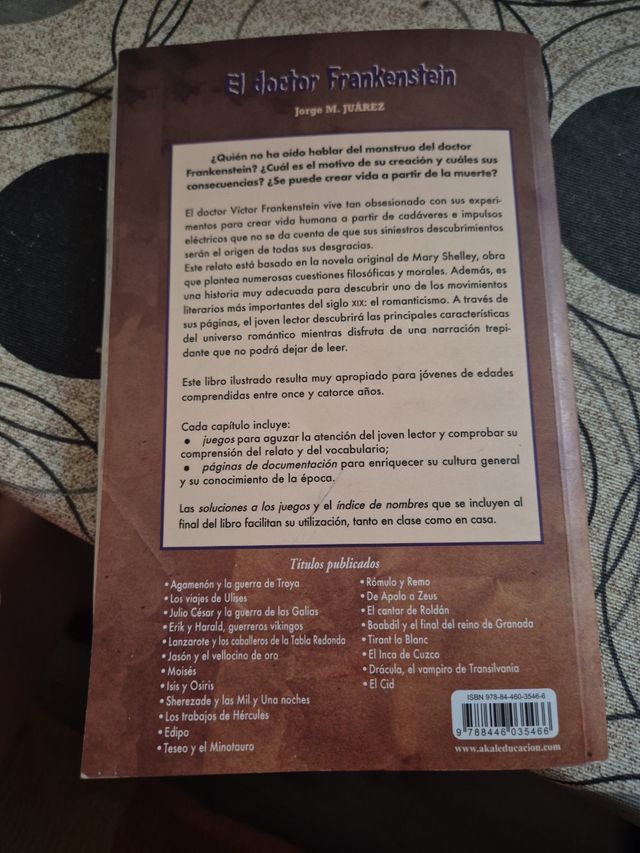 El doctor Frankenstein
Jorge M. JUÁREZ
¿Quién no ha oído hablar del monstruo del doctor
Frankenstein? ¿Cuál es el motivo de su creación y cuáles sus
consecuencias? ¿Se puede crear vida a partir de la muerte?
El doctor Víctor Frankenstein vive tan obsesionado con sus experi-
mentos para crear vida humana a partir de cadáveres e impulsos
eléctricos que no se da cuenta de que sus siniestros descubrimientos
serán el origen de todas sus desgracias.
Este relato está basado en la novela original de Mary Shelley, obra
que plantea numerosas cuestiones filosóficas y morales. Además, es
una historia muy adecuada para descubrir uno de los movimientos
literarios más importantes del siglo XIX: el romanticismo. A través de
sus páginas, el joven lector descubrirá las principales características
del universo romántico mientras disfruta de una narración trepi-
dante que no podrá dejar de leer.
Este libro ilustrado resulta muy apropiado para jóvenes de edades
comprendidas entre once y catorce años.
Cada capítulo incluye:
• juegos para aguzar la atención del joven lector y comprobar su
comprensión del relato y del vocabulario;
• páginas de documentación para enriquecer su cultura general
y su conocimiento de la época.
Las soluciones a los juegos y el índice de nombres que se incluyen al
final del libro facilitan su utilización, tanto en clase como en casa.
Títulos publicados
• Agamenón y la guerra de Troya
• Los viajes de Ulises
• Julio César y la guerra de las Galias
• Erik y Harald, guerreros vikingos
• Lanzarote y los caballeros de la Tabla Redonda
• Jasón y el vellocino de oro
• Moisés
• Isis y Osiris
• Sherezade y las Mil y Una noches
• Los trabajos de Hércules
• Edipo
• Teseo y el Minotauro
• Rómulo y Remo
• De Apolo a Zeus
• El cantar de Roldán
• Boabdil y el final del reino de Granada
• Tirant lo Blanc
• El Inca de Cuzco
• Drácula, el vampiro de Transilvania
• El Cid
ISBN 978-84-460-3546-6
9 788446 035466
www.akaleducacion.com